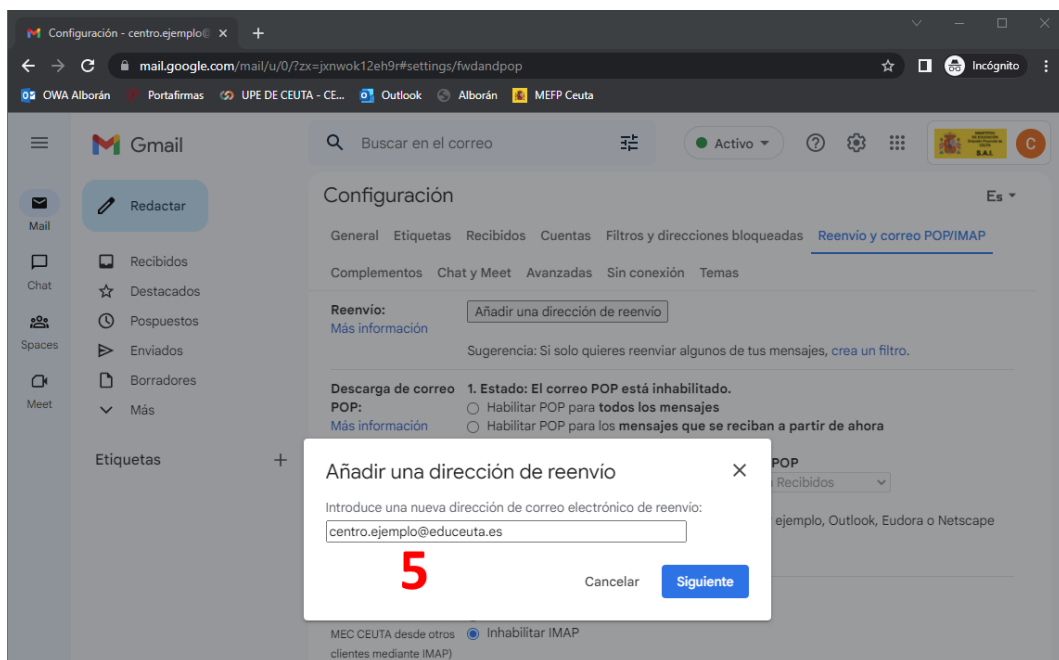 Configuración - centro.ejemplo@
mail.google.com/mail/u/0/?zx=jxnwok12eh9r#settings/fwdandpop
Incógnito
OWA Alborán
Portafirmas
UPE DE CEUTA - CE...
Outlook
Alborán
MEFP Ceuta
Gmail
Buscar en el correo
Activo
S.A.I.
C
Mail
Chat
Spaces
Meet
Redactar
Recibidos
Destacados
Pospuestos
Enviados
Borradores
Más
Etiquetas
Configuración
Es
General Etiquetas Recibidos Cuentas Filtros y direcciones bloqueadas Reenvío y correo POP/IMAP
Complementos Chat y Meet Avanzadas Sin conexión Temas
Reenvío:
Más información
Añadir una dirección de reenvío
Sugerencia: Si solo quieres reenviar algunos de tus mensajes, crea un filtro.
Descarga de correo
POP:
Más información
1. Estado: El correo POP está inhabilitado.
Habilitar POP para todos los mensajes
Habilitar POP para los mensajes que se reciban a partir de ahora
POP
Recibidos
ejemplo, Outlook, Eudora o Netscape
Añadir una dirección de reenvío
Introduce una nueva dirección de correo electrónico de reenvío:
centro.ejemplo@educeuta.es
5
Cancelar
Siguiente
MEC CEUTA desde otros
clientes mediante IMAP)
Inhabilitar IMAP